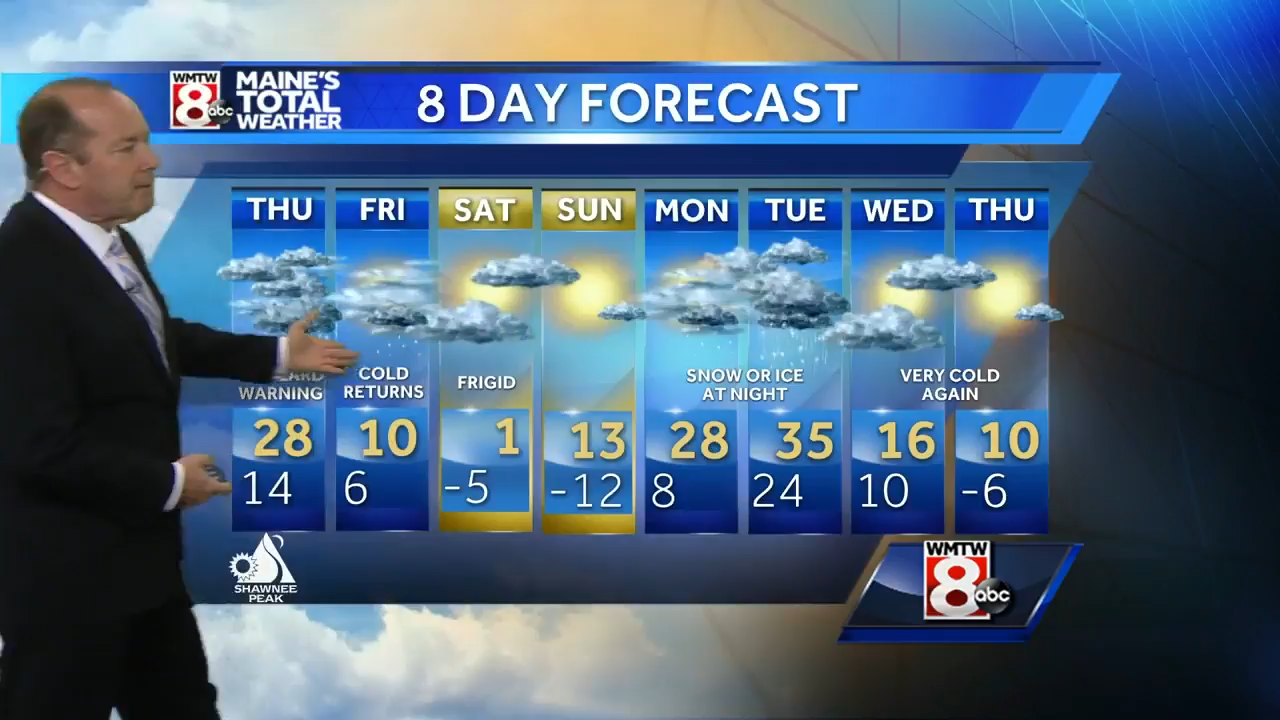 WMTW
8
abc
MAINE'S
TOTAL
WEATHER
8 DAY FORECAST
THU FRI SAT SUN MON TUE WED THU
WARNING
COLD
RETURNS
FRIGID
SNOW OR ICE
AT NIGHT
VERY COLD
AGAIN
28 10 1 13 28 35 16 10
14 6 -5 -12 8 24 10 -6
SHAWNEE
PEAK
WMTW
8
abc